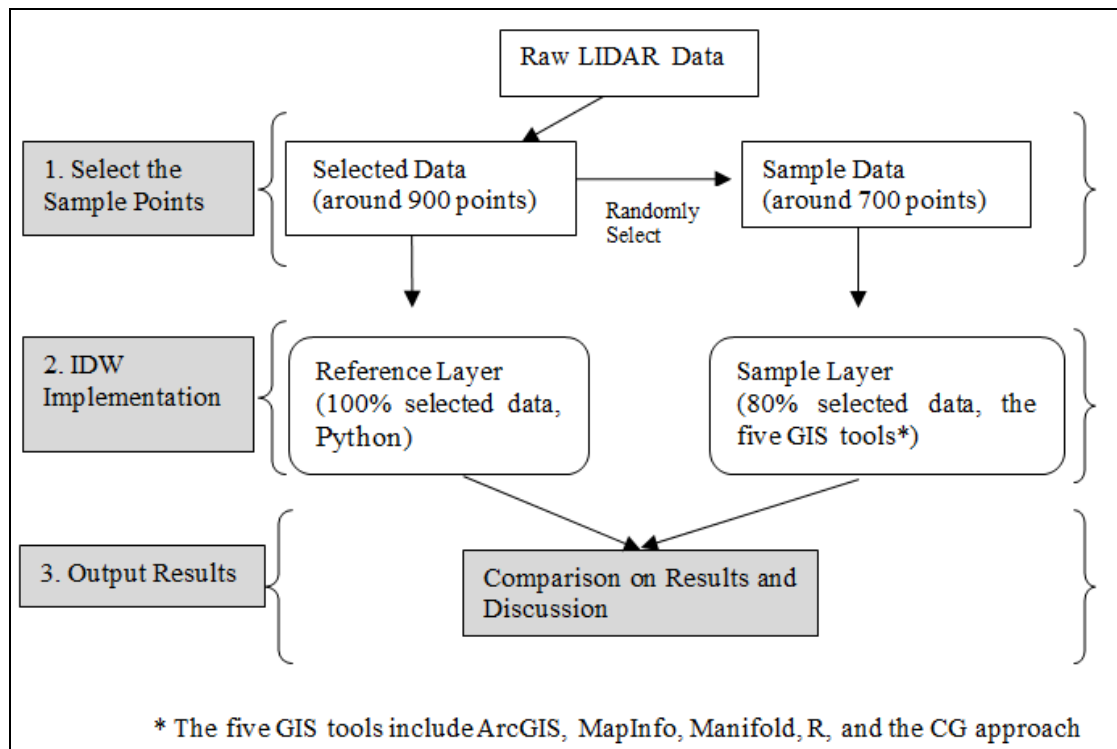 Raw LIDAR Data
1. Select the
Sample Points
Selected Data
(around 900 points)
Randomly
Select
Sample Data
(around 700 points)
2. IDW
Implementation
Reference Layer
(100% selected data,
Python)
Sample Layer
(80% selected data, the
five GIS tools*)
3. Output Results
Comparison on Results and
Discussion
* The five GIS tools include ArcGIS, MapInfo, Manifold, R, and the CG approach